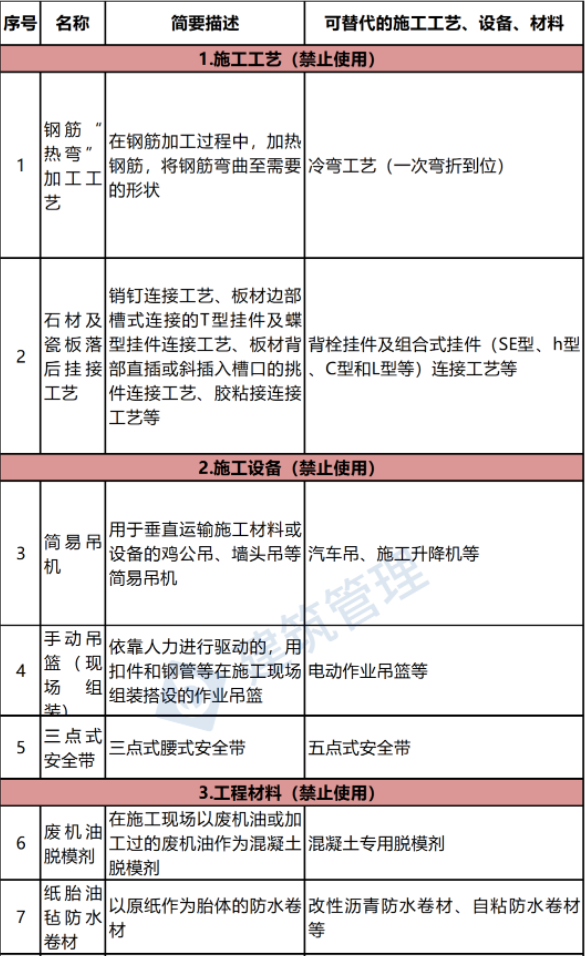 序号 名称 简要描述 可替代的施工工艺、设备、材料
1.施工工艺（禁止使用）
1
钢筋“
热弯”
加工工
艺
在钢筋加工过程中，加热
钢筋，将钢筋弯曲至需要
的形状
冷弯工艺（一次弯折到位）
2
石材及
瓷板落
后挂接
工艺
销钉连接工艺、板材边部
槽式连接的T型挂件及蝶
型挂件连接工艺、板材背
部直插或斜插入槽口的挑
件连接工艺、胶粘接连接
工艺等
背栓挂件及组合式挂件（SE型、h型
、C型和L型等）连接工艺等
2.施工设备（禁止使用）
3
简易吊
机
用于垂直运输施工材料或
设备的鸡公吊、墙头吊等
简易吊机
汽车吊、施工升降机等
4
手动吊
篮（现
场组
装）
依靠人力进行驱动的，用
扣件和钢管等在施工现场
组装搭设的作业吊篮
电动作业吊篮等
5
三点式
安全带
三点式腰式安全带
五点式安全带
3.工程材料（禁止使用）
6
废机油
脱模剂
在施工现场以废机油或加
工过的废机油作为混凝土
脱模剂
混凝土专用脱模剂
7
纸胎油
毡防水
卷材
以原纸作为胎体的防水卷
材
改性沥青防水卷材、自粘防水卷材
等
建筑管理